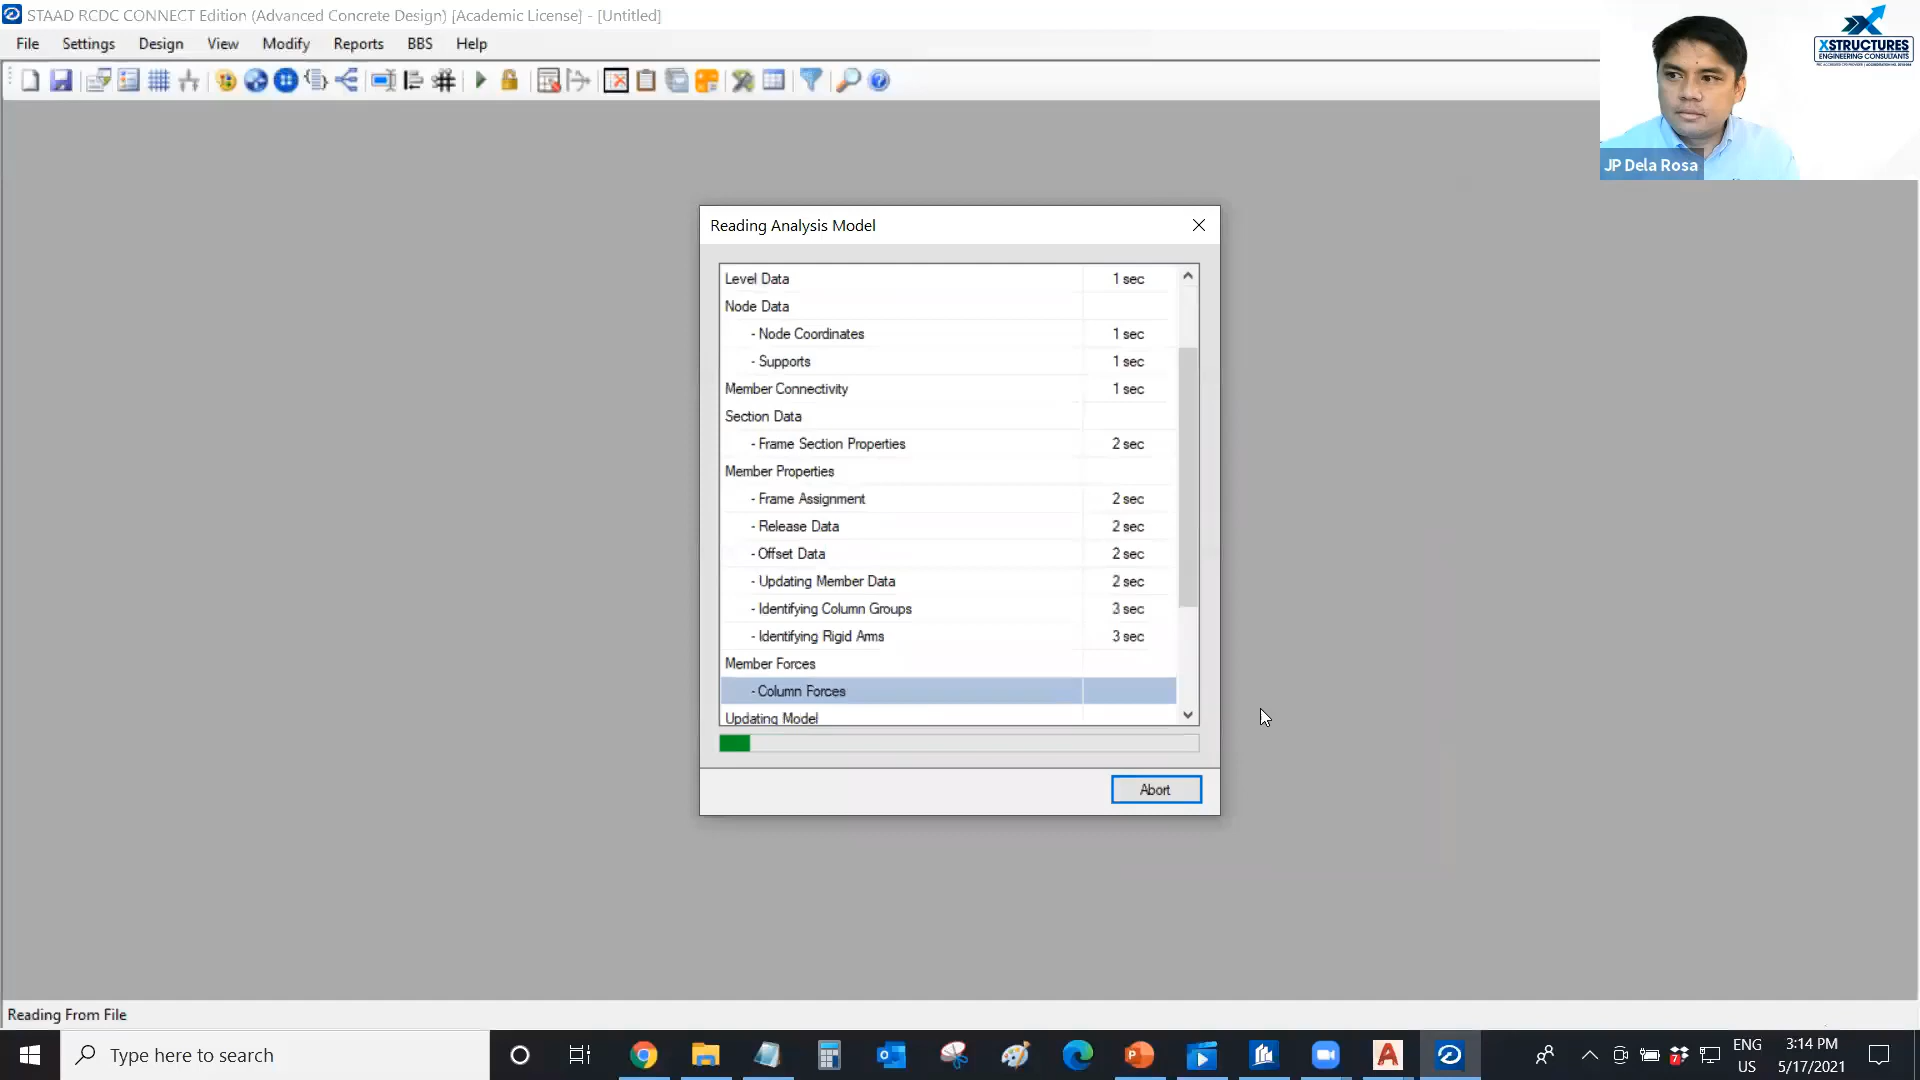 STAAD RCDC CONNECT Edition (Advanced Concrete Design) [Academic License] - [Untitled]
File Settings Design View Modify Reports BBS Help
XSTRUCTURES
ENGINEERING CONSULTANTS
JP Dela Rosa
Reading Analysis Model
Level Data 1 sec
Node Data
- Node Coordinates 1 sec
- Supports 1 sec
Member Connectivity 1 sec
Section Data
- Frame Section Properties 2 sec
Member Properties
- Frame Assignment 2 sec
- Release Data 2 sec
- Offset Data 2 sec
- Updating Member Data 2 sec
- Identifying Column Groups 3 sec
- Identifying Rigid Arms 3 sec
Member Forces
- Column Forces
Updating Model
Abort
Reading From File
Type here to search
ENG
US
3:14 PM
5/17/2021